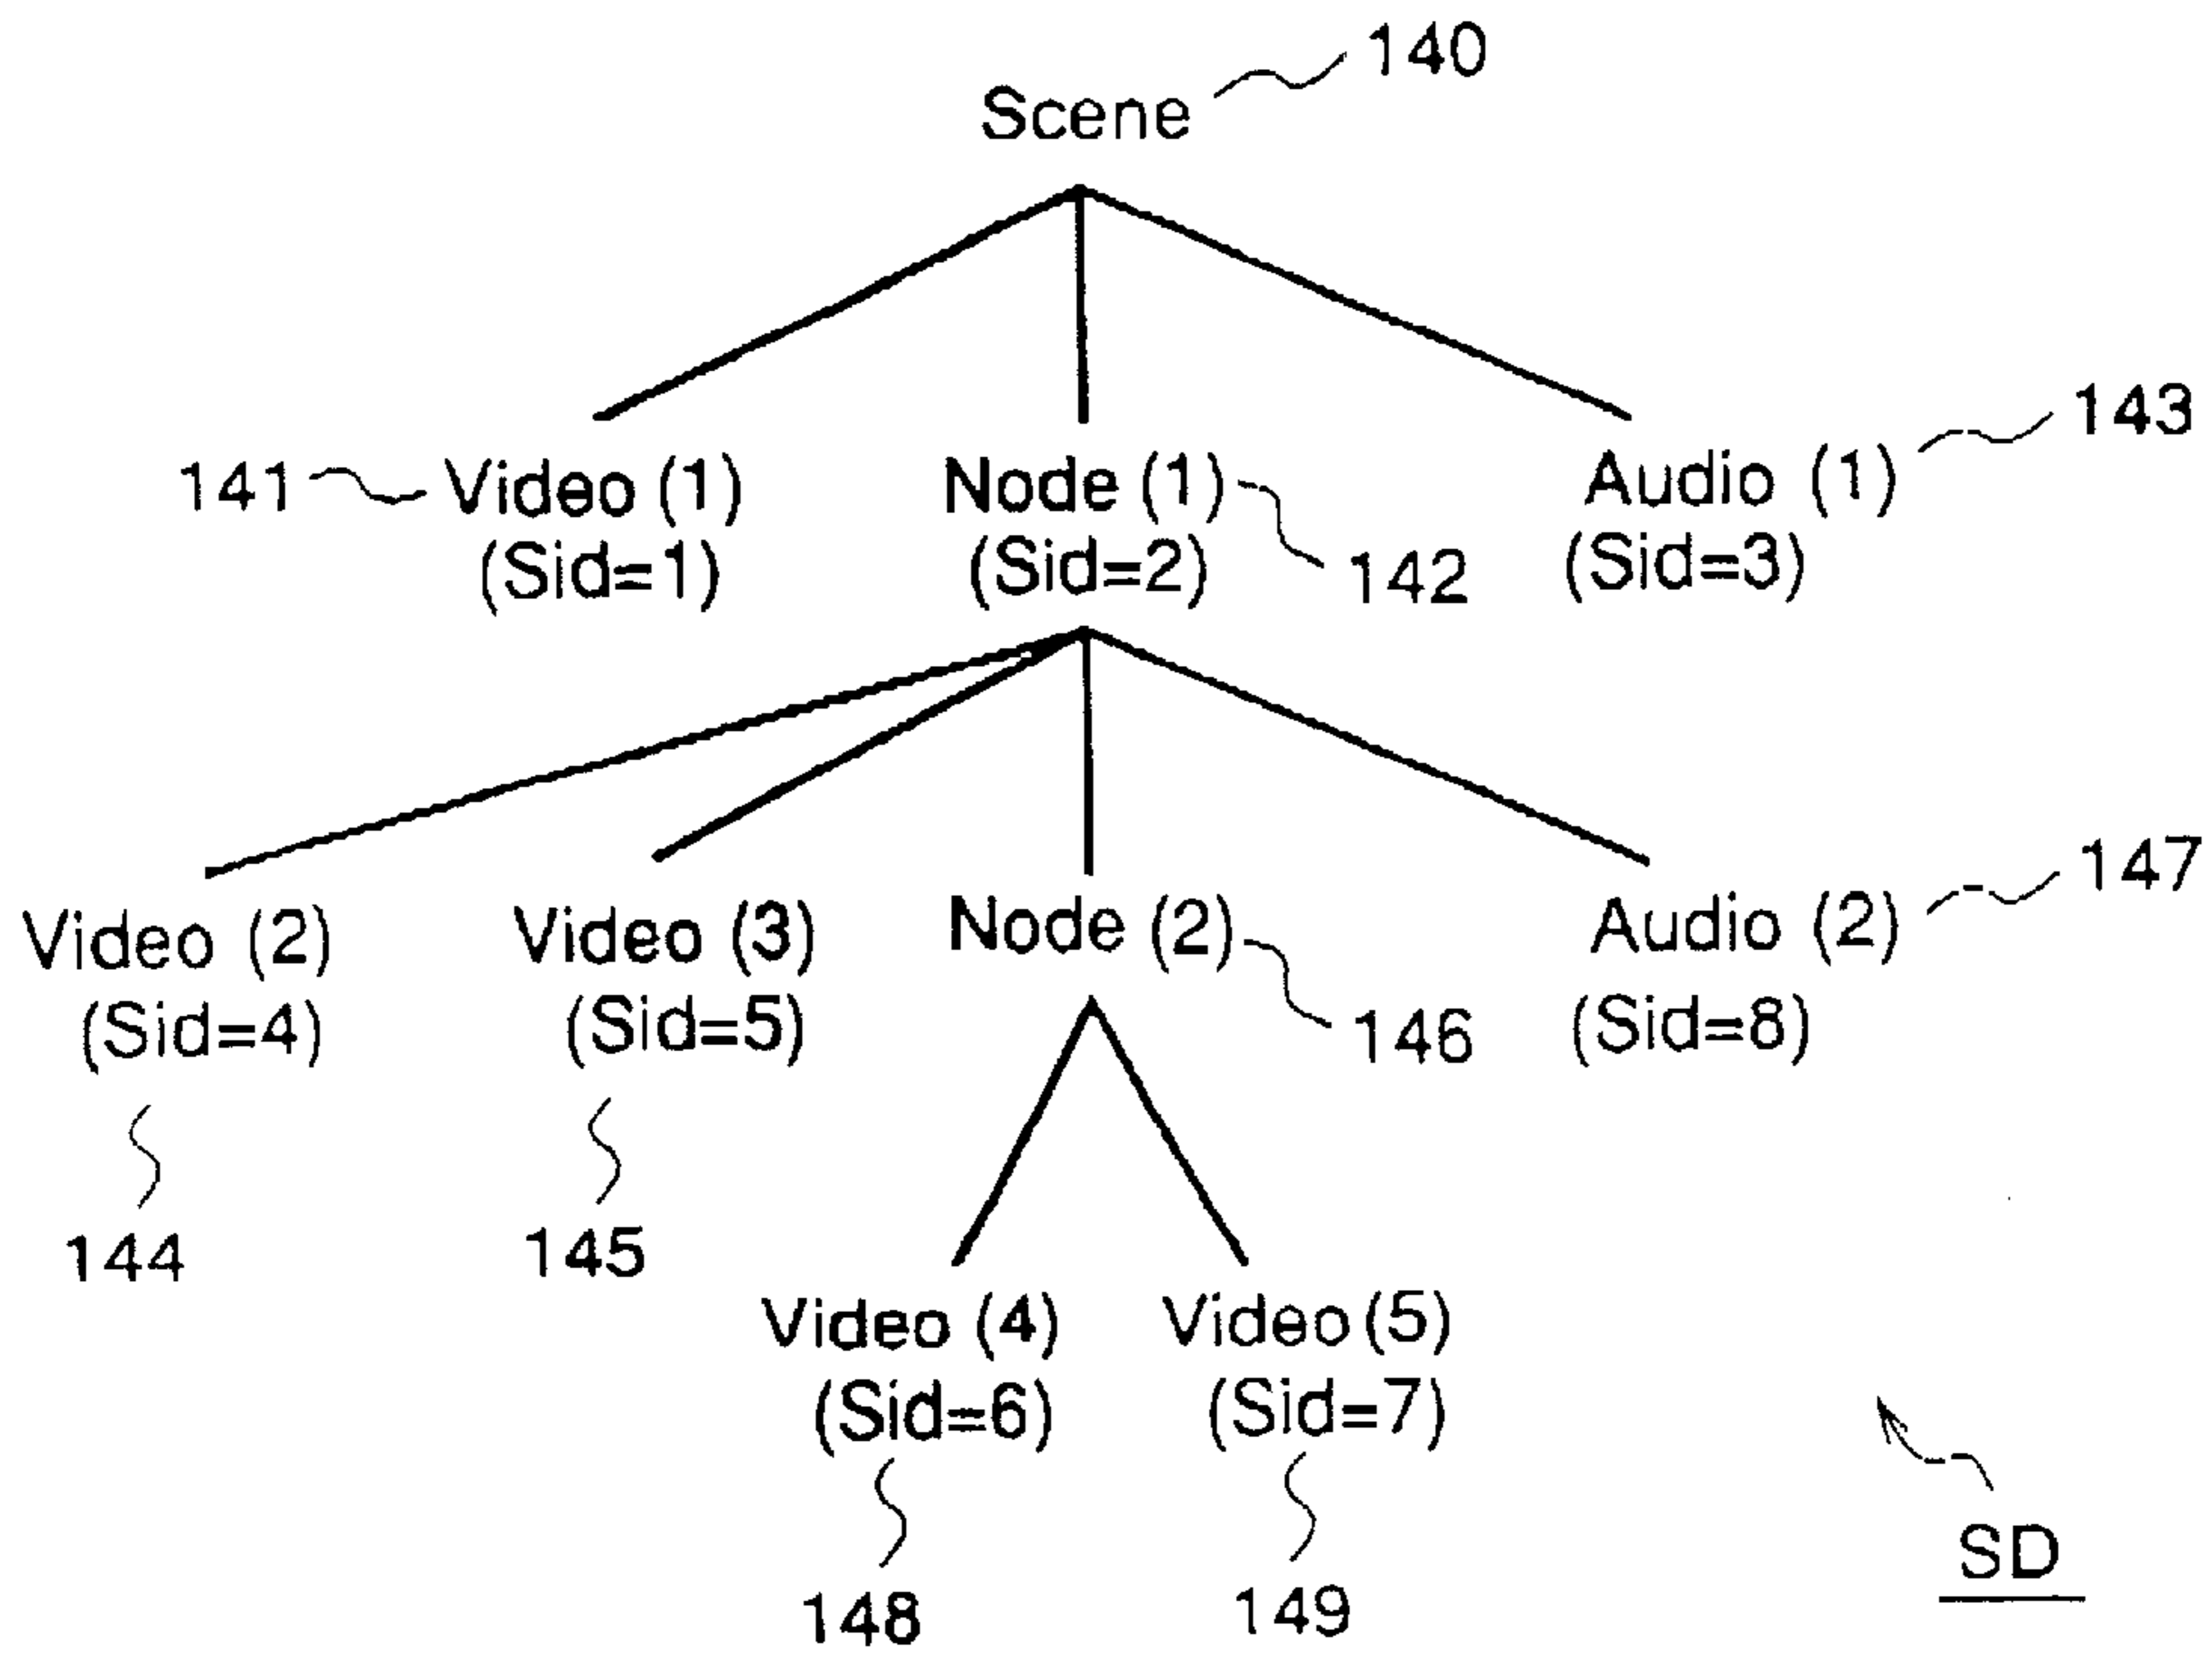 140
Scene
143
141 Video (1) Node (1) Audio (1)
(Sid=1) (Sid=2) 142 (Sid=3)
147
Video (2) Video (3) Node (2) Audio (2)
(Sid=4) (Sid=5) 146 (Sid=8)
144 145
Video (4) Video (5)
(Sid=6) (Sid=7)
SD
148 149